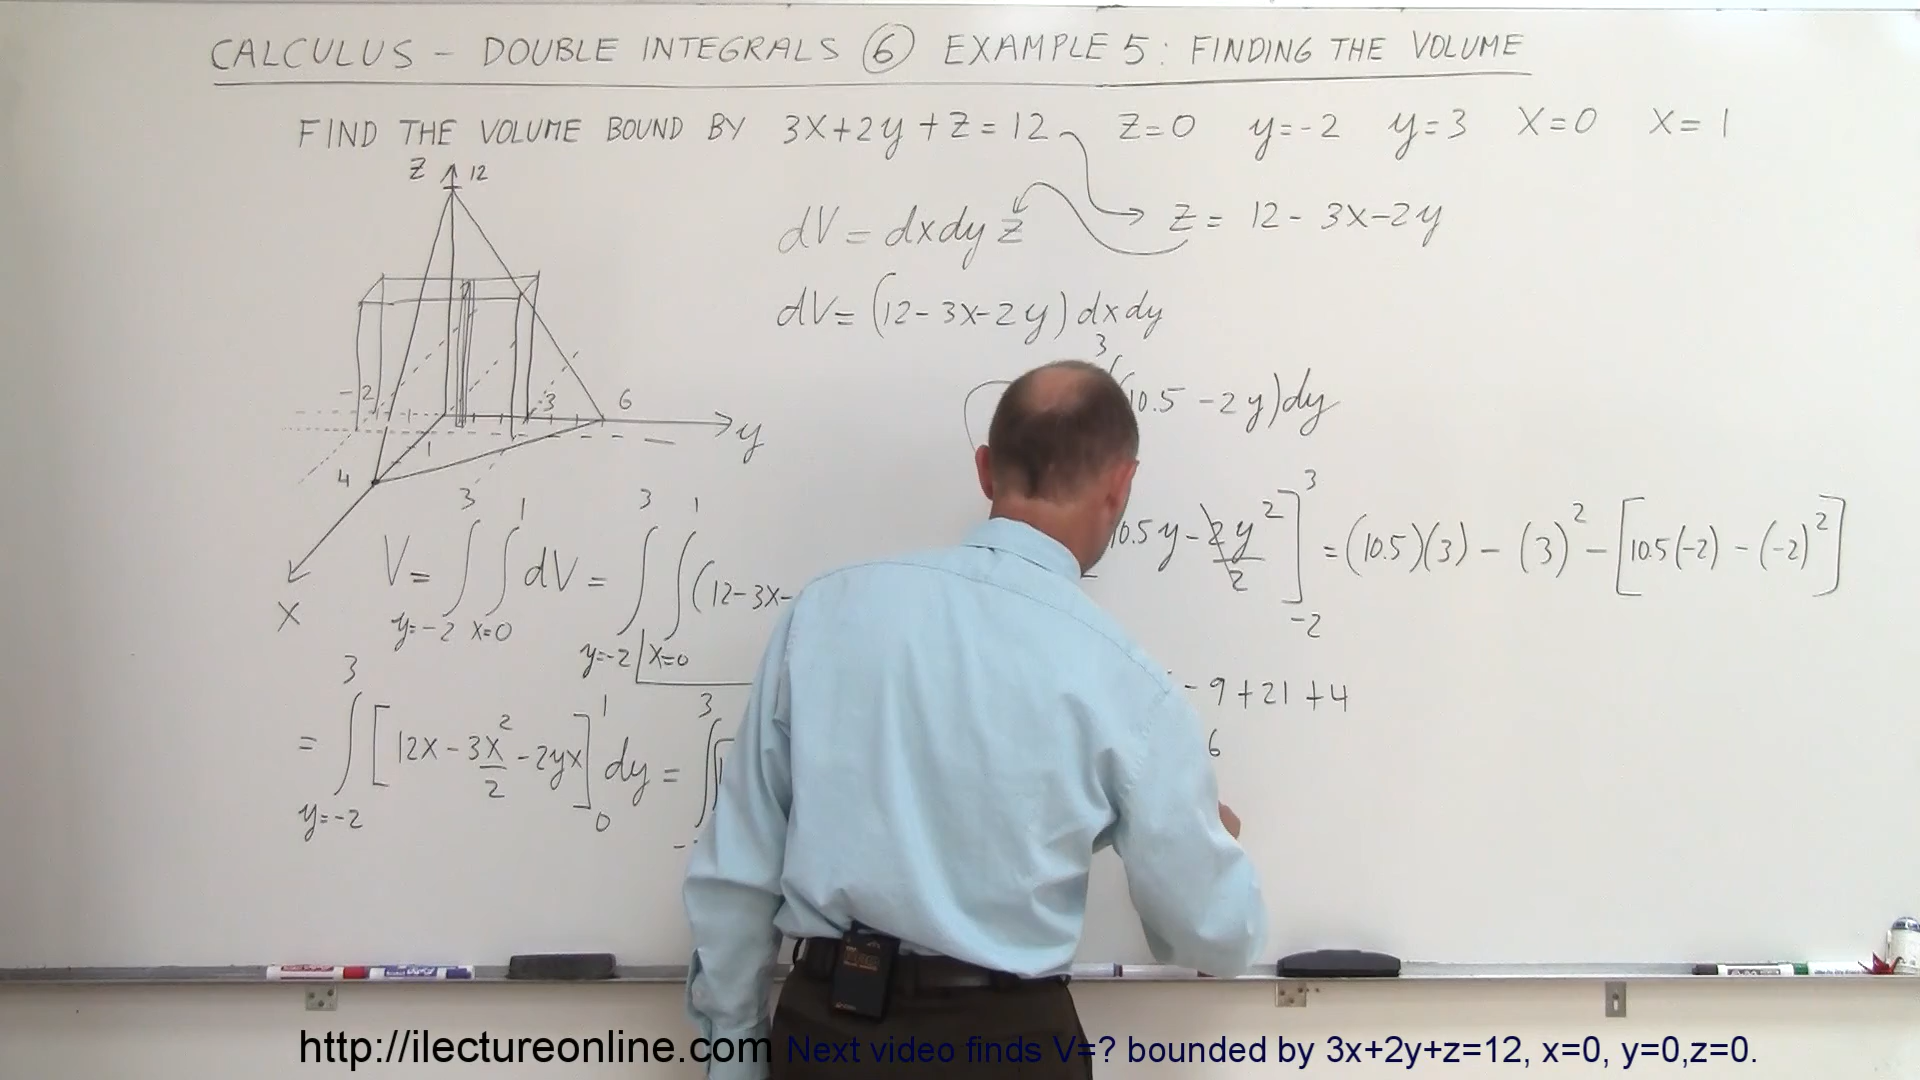 CALCULUS - DOUBLE INTEGRALS ⑥ EXAMPLE 5: FINDING THE VOLUME
FIND THE VOLUME BOUND BY 3X+2y+Z=12 Z=0 y=-2 y=3 X=0 X=1
Z 12
dV = dxdy Z
Z = 12 - 3X-2y
dV= (12-3X-2y) dxdy
3
(10.5 -2y)dy
-2 -3 6
y
1
4
X
3 1 3 1
V= ∫ ∫ dV = ∫ ∫ (12-3X-
y=-2 X=0 y=-2 X=0
3
10.5y - 2y²/2 ] = (10.5)(3) - (3)² - [10.5(-2) - (-2)²]
-2
3 1 3
= ∫ [12X - 3X²/2 - 2yX] dy = ∫
y=-2 0 -
- 9 + 21 + 4
6
http://ilectureonline.com Next video finds V=? bounded by 3x+2y+z=12, x=0, y=0,z=0.